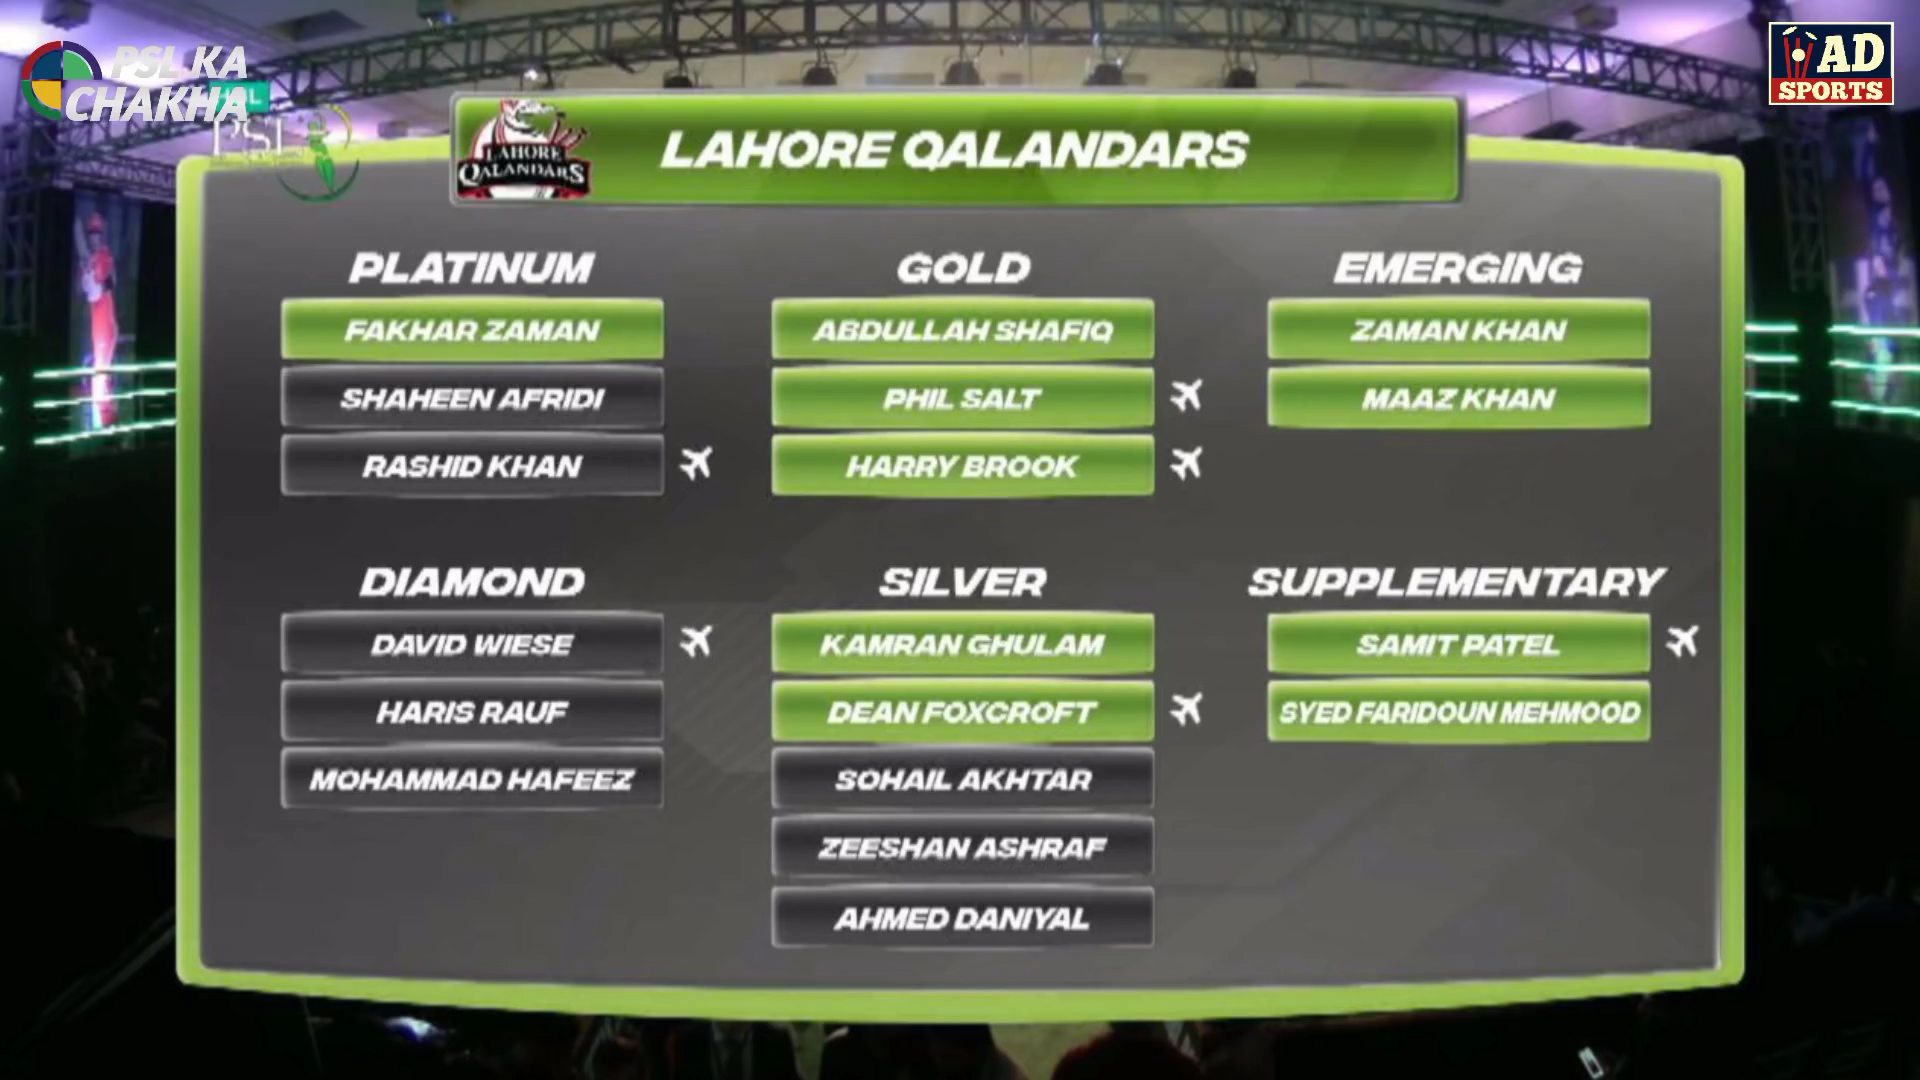 PSL KA
CHAKHA
PSL
AD
SPORTS
LAHORE
QALANDARS
LAHORE QALANDARS
PLATINUM
FAKHAR ZAMAN
SHAHEEN AFRIDI
RASHID KHAN
GOLD
ABDULLAH SHAFIQ
PHIL SALT
HARRY BROOK
EMERGING
ZAMAN KHAN
MAAZ KHAN
DIAMOND
DAVID WIESE
HARIS RAUF
MOHAMMAD HAFEEZ
SILVER
KAMRAN GHULAM
DEAN FOXCROFT
SOHAIL AKHTAR
ZEESHAN ASHRAF
AHMED DANIYAL
SUPPLEMENTARY
SAMIT PATEL
SYED FARIDOUN MEHMOOD